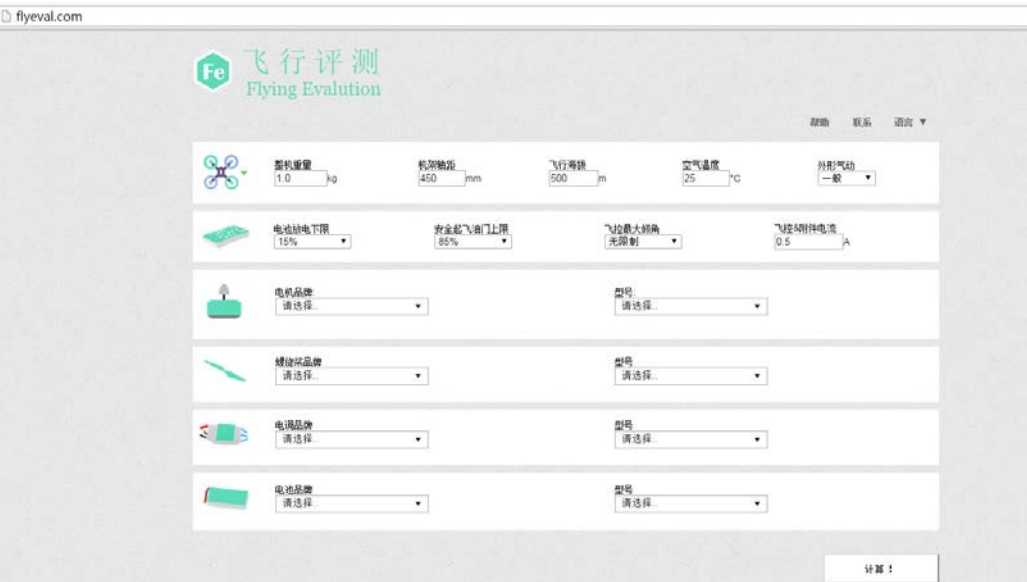 flyeval.com
Fe
飞行评测
Flying Evalution
帮助 联系 语言 ▼
整机重量 机架轴距 飞行海拔 空气温度 外形气动
1.0 kg 450 mm 500 m 25 °C 一般
电池放电下限 安全起飞油门上限 飞控最大倾角 飞控&附件电流
15% 85% 无限制 0.5 A
电机品牌: 型号:
请选择.. 请选择..
螺旋桨品牌 型号
请选择.. 请选择..
电调品牌 型号
请选择.. 请选择..
电池品牌 型号
请选择.. 请选择..
计算！